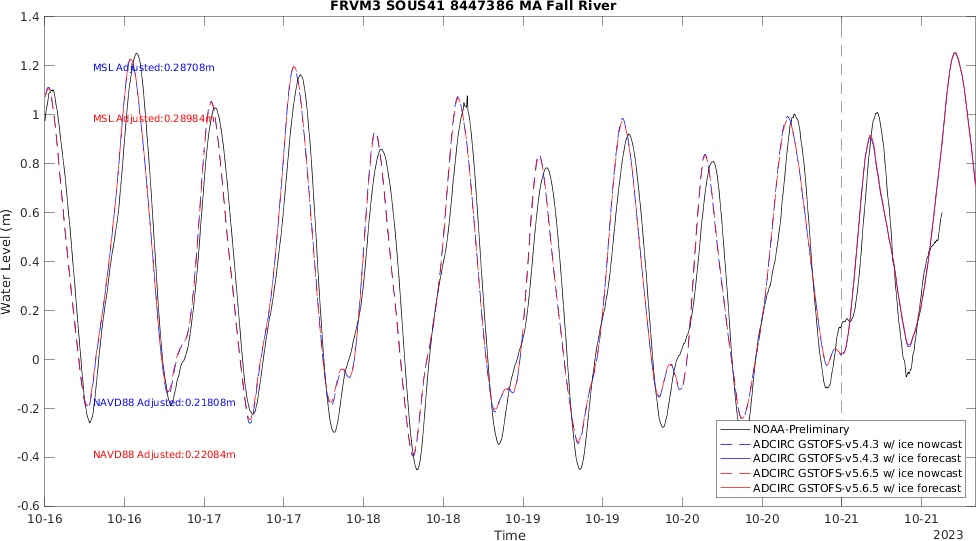 FRVM3 SOUS41 8447386 MA Fall River
1.4
1.2
1
0.8
0.6
0.4
0.2
0
-0.2
-0.4
-0.6
Water Level (m)
MSL Adjusted:0.28708m
MSL Adjusted:0.28984m
NAVD88 Adjusted:0.21808m
NAVD88 Adjusted:0.22084m
NOAA-Preliminary
ADCIRC GSTOFS-v5.4.3 w/ ice nowcast
ADCIRC GSTOFS-v5.4.3 w/ ice forecast
ADCIRC GSTOFS-v5.6.5 w/ ice nowcast
ADCIRC GSTOFS-v5.6.5 w/ ice forecast
10-16 10-16 10-17 10-17 10-18 10-18 10-19 10-19 10-20 10-20 10-21 10-21
Time
2023